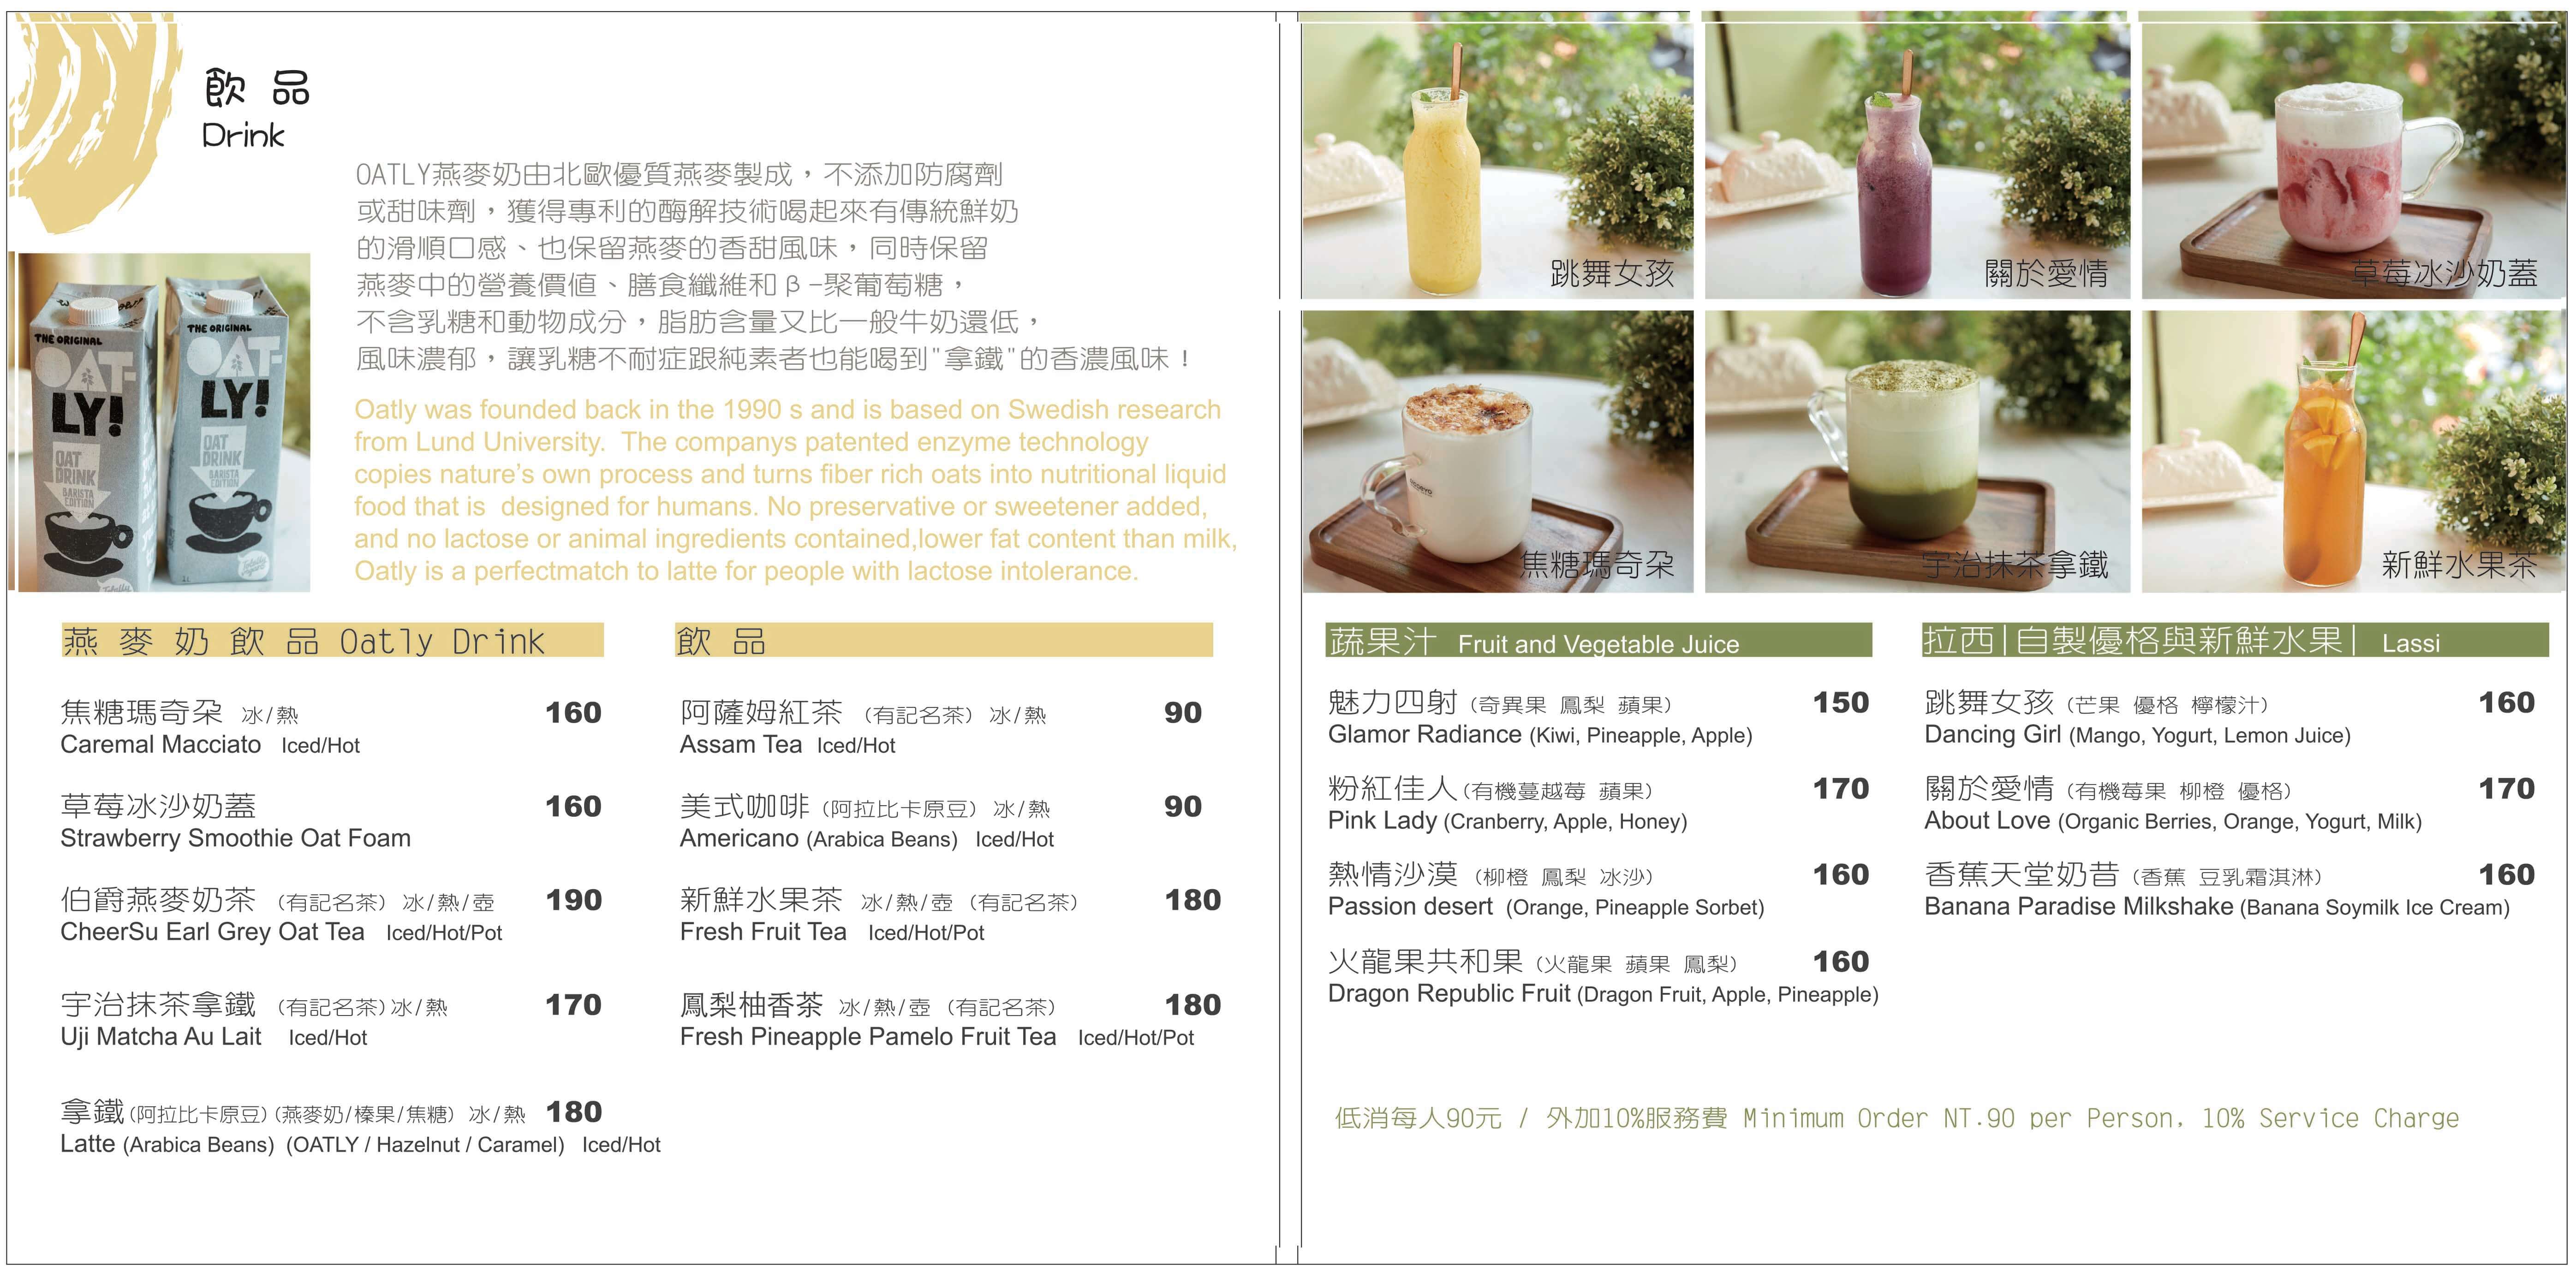 飲品
Drink
OATLY燕麥奶由北歐優質燕麥製成，不添加防腐劑
或甜味劑，獲得專利的酶解技術喝起來有傳統鮮奶
的滑順口感、也保留燕麥的香甜風味，同時保留
燕麥中的營養價值、膳食纖維和β-聚葡萄糖，
不含乳糖和動物成分，脂肪含量又比一般牛奶還低，
風味濃郁，讓乳糖不耐症跟純素者也能喝到"拿鐵"的香濃風味！
Oatly was founded back in the 1990 s and is based on Swedish research
from Lund University. The companys patented enzyme technology
copies nature's own process and turns fiber rich oats into nutritional liquid
food that is designed for humans. No preservative or sweetener added,
and no lactose or animal ingredients contained,lower fat content than milk,
Oatly is a perfectmatch to latte for people with lactose intolerance.
THE ORIGINAL
OAT-
LY!
OAT
DRINK
BARISTA
EDITION
THE ORIGINAL
OAT-
LY!
OAT
DRINK
BARISTA
EDITION
燕麥奶飲品 Oatly Drink
焦糖瑪奇朵 冰/熱 160
Caremal Macciato Iced/Hot
草莓冰沙奶蓋 160
Strawberry Smoothie Oat Foam
伯爵燕麥奶茶 (有記名茶) 冰/熱/壺 190
CheerSu Earl Grey Oat Tea Iced/Hot/Pot
宇治抹茶拿鐵 (有記名茶)冰/熱 170
Uji Matcha Au Lait Iced/Hot
拿鐵(阿拉比卡原豆)(燕麥奶/榛果/焦糖) 冰/熱 180
Latte (Arabica Beans) (OATLY / Hazelnut / Caramel) Iced/Hot
飲品
阿薩姆紅茶 (有記名茶) 冰/熱 90
Assam Tea Iced/Hot
美式咖啡 (阿拉比卡原豆) 冰/熱 90
Americano (Arabica Beans) Iced/Hot
新鮮水果茶 冰/熱/壺 (有記名茶) 180
Fresh Fruit Tea Iced/Hot/Pot
鳳梨柚香茶 冰/熱/壺 (有記名茶) 180
Fresh Pineapple Pamelo Fruit Tea Iced/Hot/Pot
跳舞女孩
關於愛情
草莓冰沙奶蓋
焦糖瑪奇朵
宇治抹茶拿鐵
新鮮水果茶
蔬果汁 Fruit and Vegetable Juice
魅力四射 (奇異果 鳳梨 蘋果) 150
Glamor Radiance (Kiwi, Pineapple, Apple)
粉紅佳人(有機蔓越莓 蘋果) 170
Pink Lady (Cranberry, Apple, Honey)
熱情沙漠 (柳橙 鳳梨 冰沙) 160
Passion desert (Orange, Pineapple Sorbet)
火龍果共和果 (火龍果 蘋果 鳳梨) 160
Dragon Republic Fruit (Dragon Fruit, Apple, Pineapple)
拉西|自製優格與新鮮水果| Lassi
跳舞女孩 (芒果 優格 檸檬汁) 160
Dancing Girl (Mango, Yogurt, Lemon Juice)
關於愛情 (有機莓果 柳橙 優格) 170
About Love (Organic Berries, Orange, Yogurt, Milk)
香蕉天堂奶昔 (香蕉 豆乳霜淇淋) 160
Banana Paradise Milkshake (Banana Soymilk Ice Cream)
低消每人90元 / 外加10%服務費 Minimum Order NT.90 per Person, 10% Service Charge